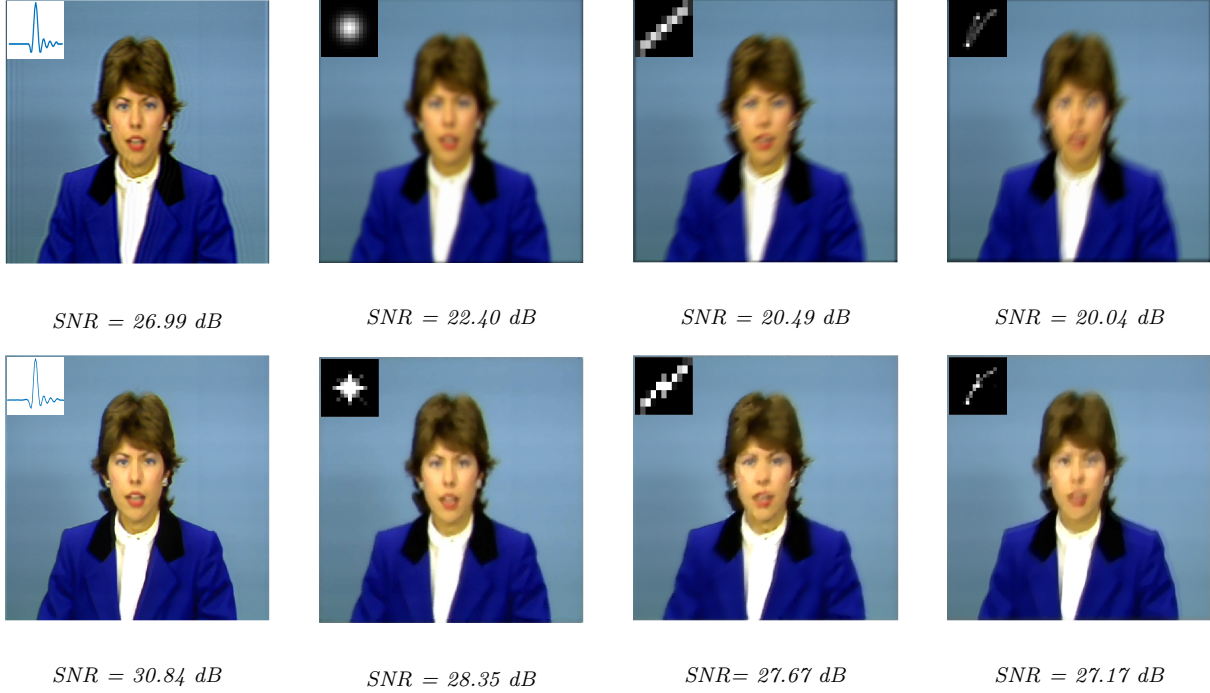 SNR = 26.99 dB
SNR = 22.40 dB
SNR = 20.49 dB
SNR = 20.04 dB
SNR = 30.84 dB
SNR = 28.35 dB
SNR= 27.67 dB
SNR = 27.17 dB